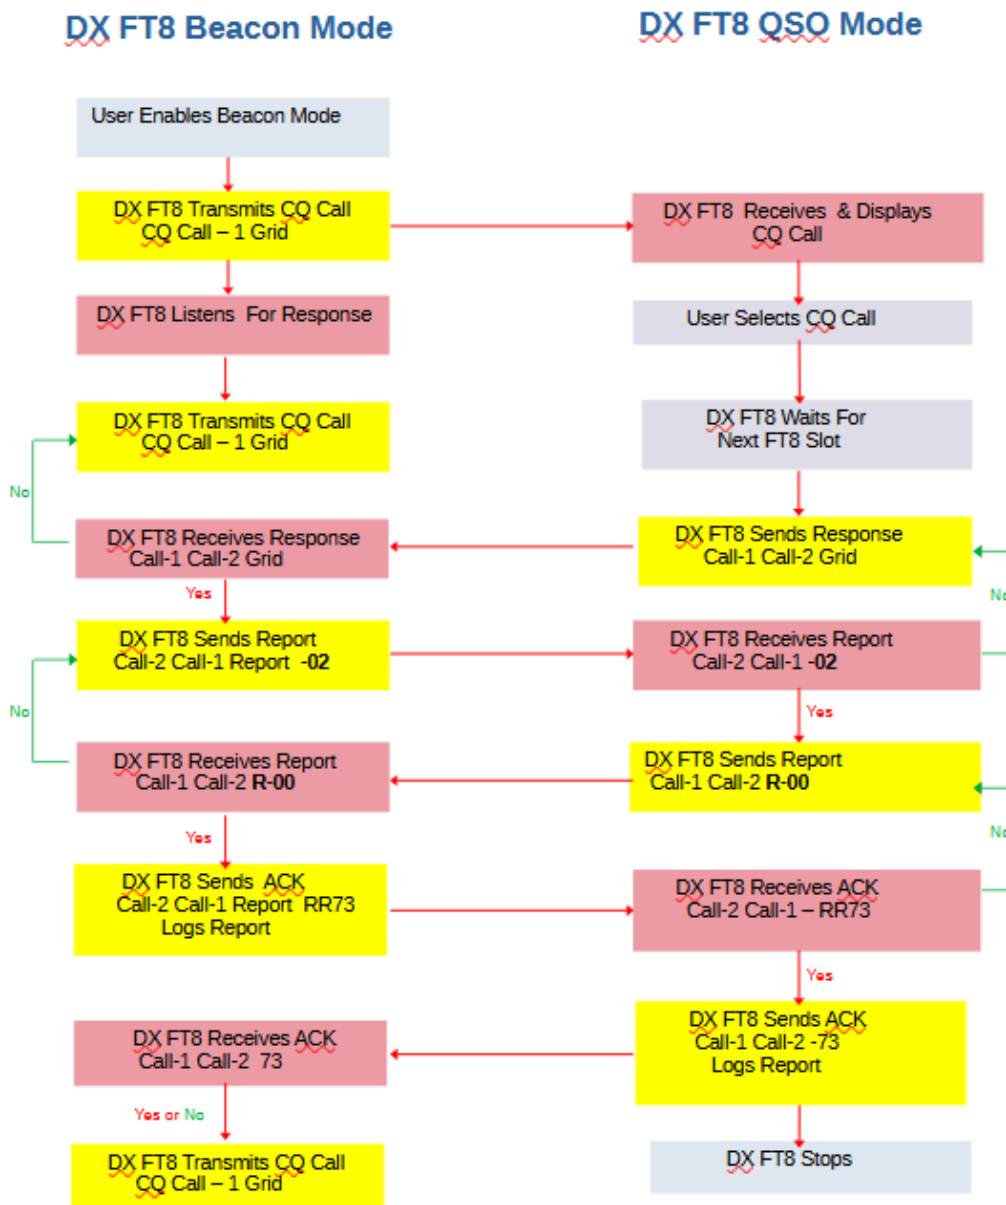 DX FT8 Beacon Mode
User Enables Beacon Mode
DX FT8 Transmits CQ Call
CQ Call – 1 Grid
DX FT8 Listens For Response
DX FT8 Transmits CQ Call
CQ Call – 1 Grid
No
DX FT8 Receives Response
Call-1 Call-2 Grid
Yes
DX FT8 Sends Report
Call-2 Call-1 Report -02
No
DX FT8 Receives Report
Call-1 Call-2 R-00
Yes
DX FT8 Sends ACK
Call-2 Call-1 Report RR73
Logs Report
DX FT8 Receives ACK
Call-1 Call-2 73
Yes or No
DX FT8 Transmits CQ Call
CQ Call – 1 Grid
DX FT8 QSO Mode
DX FT8 Receives & Displays
CQ Call
User Selects CQ Call
DX FT8 Waits For
Next FT8 Slot
DX FT8 Sends Response
Call-1 Call-2 Grid
No
DX FT8 Receives Report
Call-2 Call-1 -02
Yes
DX FT8 Sends Report
Call-1 Call-2 R-00
No
DX FT8 Receives ACK
Call-2 Call-1 – RR73
Yes
DX FT8 Sends ACK
Call-1 Call-2 -73
Logs Report
DX FT8 Stops